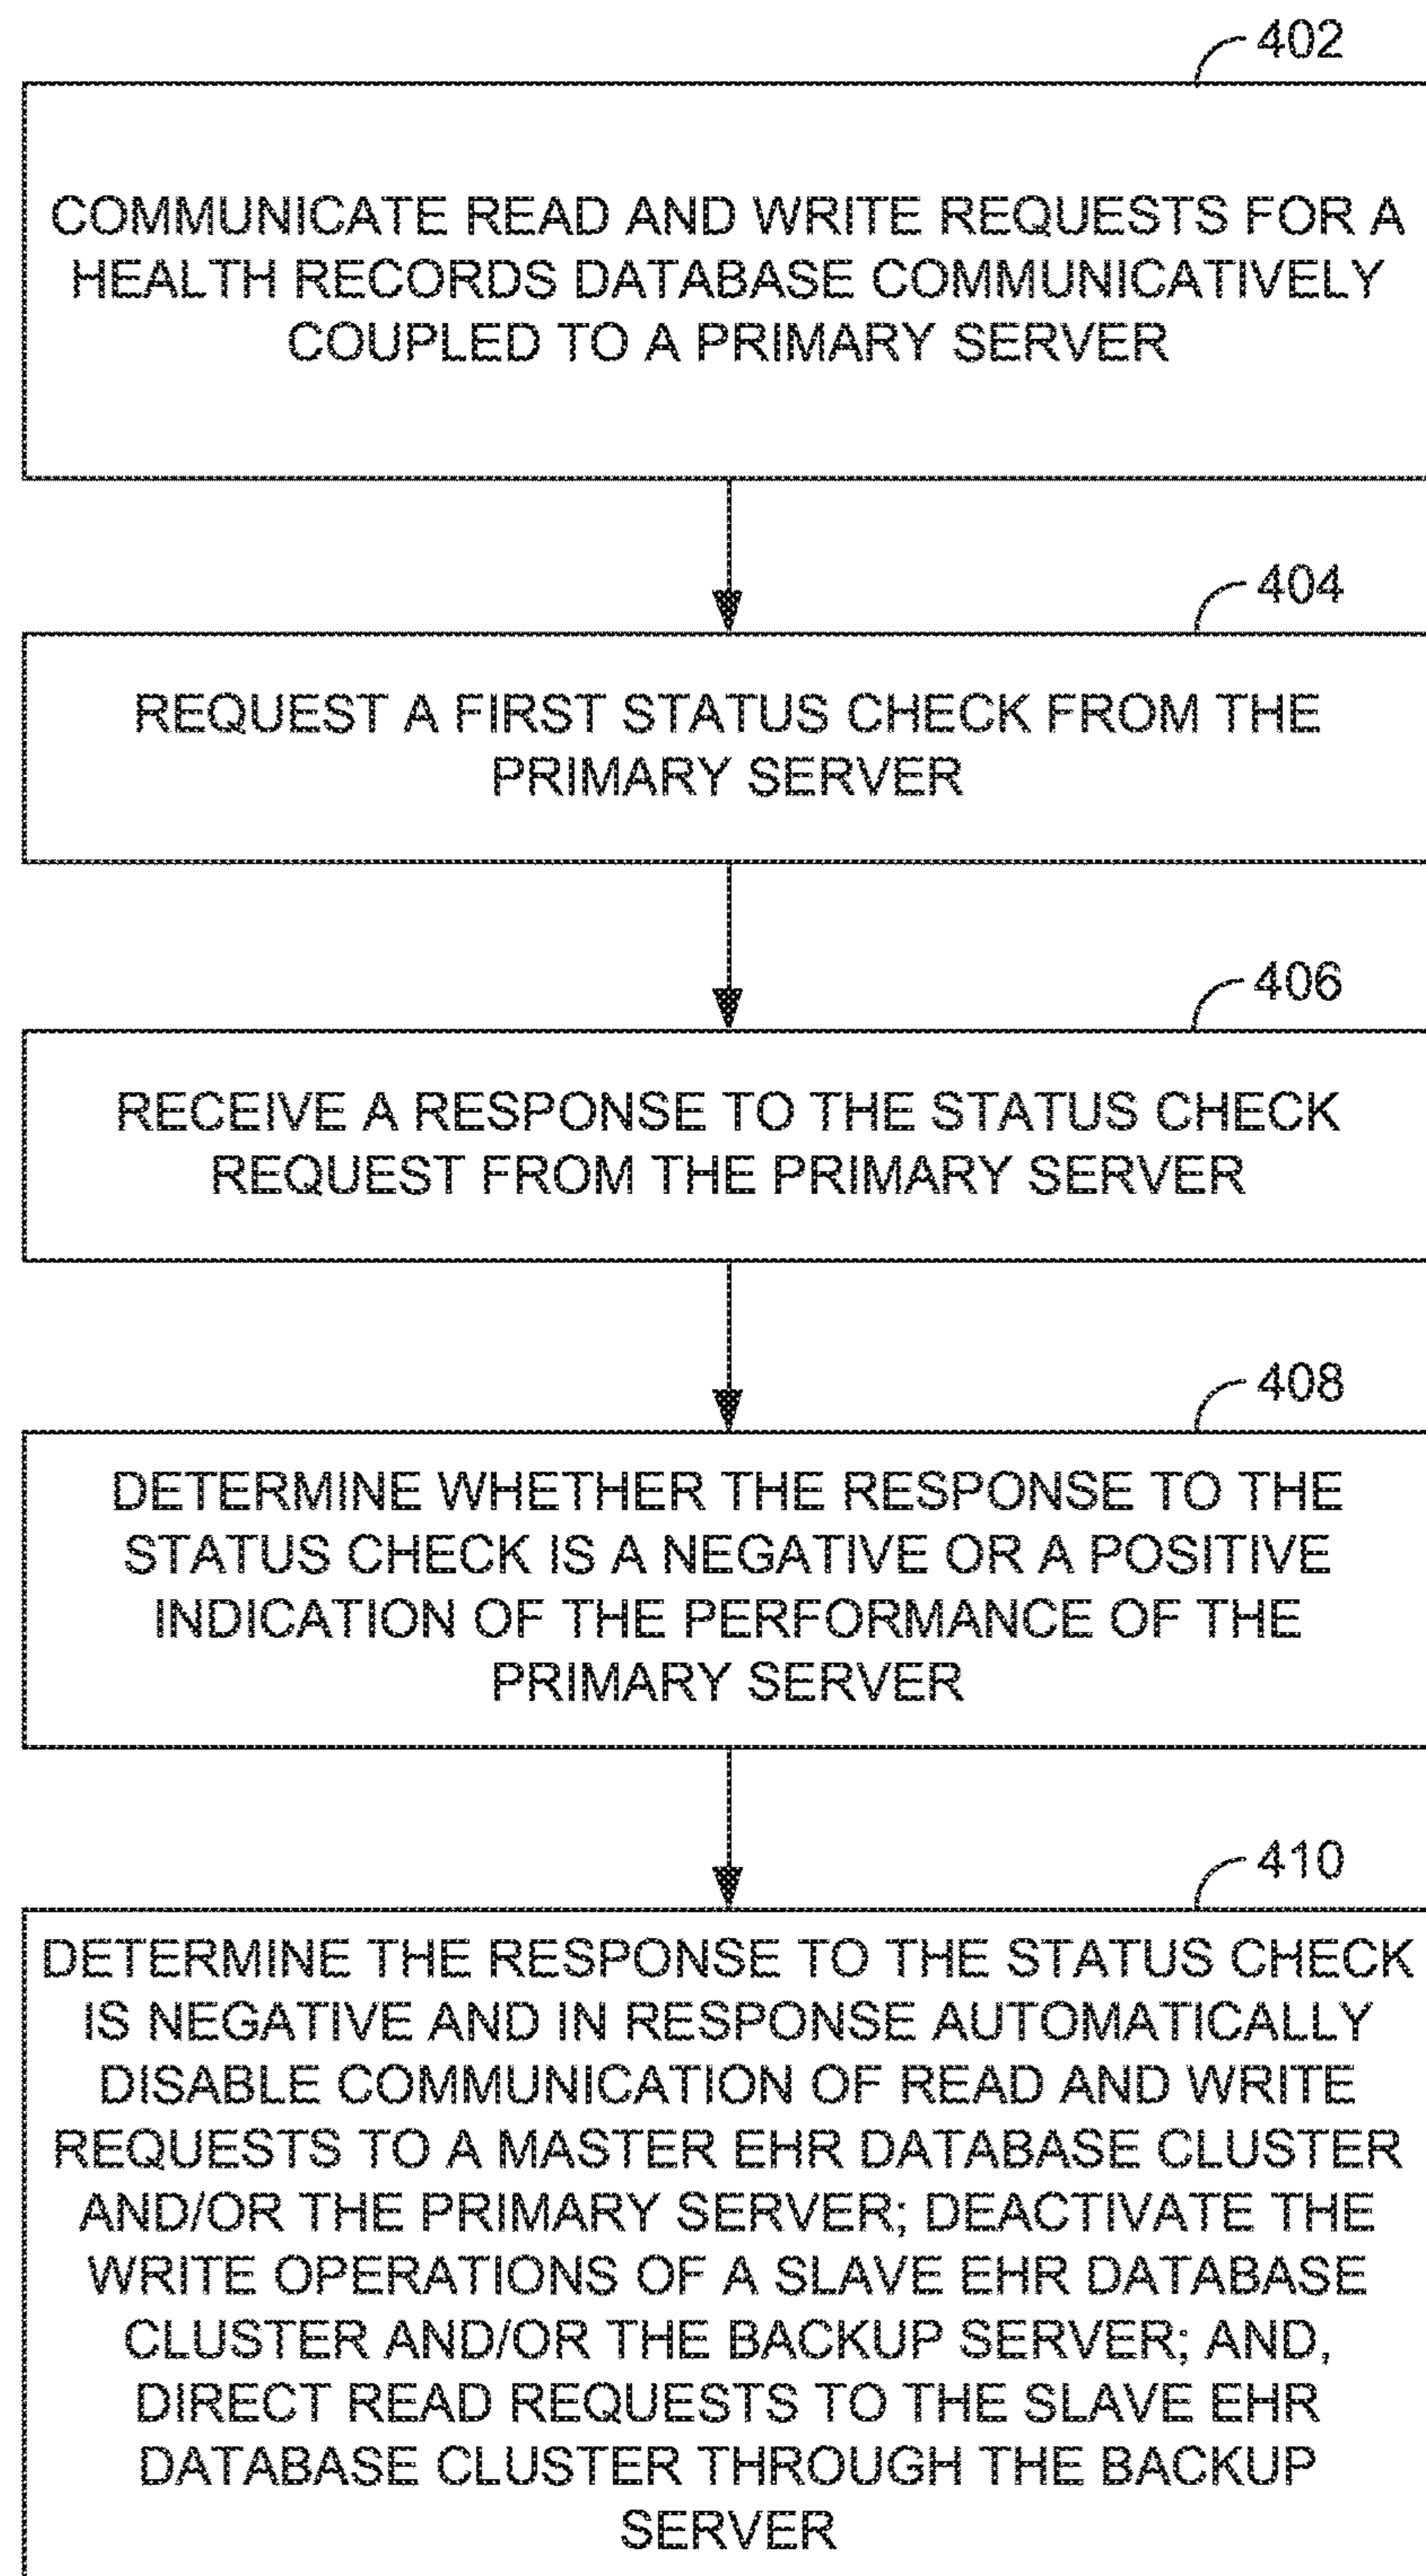 402
COMMUNICATE READ AND WRITE REQUESTS FOR A
HEALTH RECORDS DATABASE COMMUNICATIVELY
COUPLED TO A PRIMARY SERVER
404
REQUEST A FIRST STATUS CHECK FROM THE
PRIMARY SERVER
406
RECEIVE A RESPONSE TO THE STATUS CHECK
REQUEST FROM THE PRIMARY SERVER
408
DETERMINE WHETHER THE RESPONSE TO THE
STATUS CHECK IS A NEGATIVE OR A POSITIVE
INDICATION OF THE PERFORMANCE OF THE
PRIMARY SERVER
410
DETERMINE THE RESPONSE TO THE STATUS CHECK
IS NEGATIVE AND IN RESPONSE AUTOMATICALLY
DISABLE COMMUNICATION OF READ AND WRITE
REQUESTS TO A MASTER EHR DATABASE CLUSTER
AND/OR THE PRIMARY SERVER; DEACTIVATE THE
WRITE OPERATIONS OF A SLAVE EHR DATABASE
CLUSTER AND/OR THE BACKUP SERVER; AND,
DIRECT READ REQUESTS TO THE SLAVE EHR
DATABASE CLUSTER THROUGH THE BACKUP
SERVER